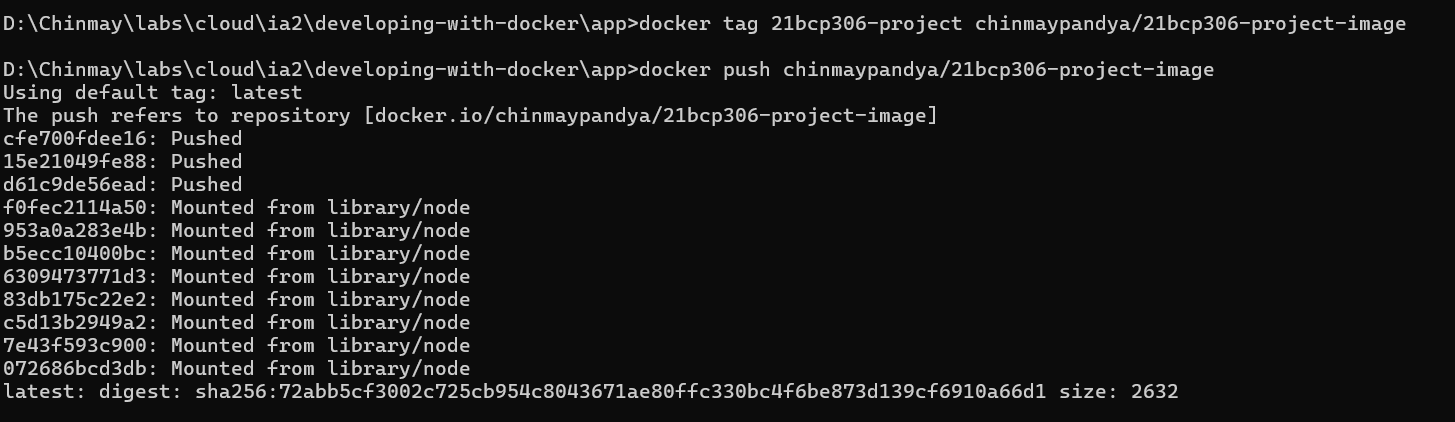 D:\Chinmay\labs\cloud\ia2\developing-with-docker\app>docker tag 21bcp306-project chinmaypandya/21bcp306-project-image
D:\Chinmay\labs\cloud\ia2\developing-with-docker\app>docker push chinmaypandya/21bcp306-project-image
Using default tag: latest
The push refers to repository [docker.io/chinmaypandya/21bcp306-project-image]
cfe700fdee16: Pushed
15e21049fe88: Pushed
d61c9de56ead: Pushed
f0fec2114a50: Mounted from library/node
953a0a283e4b: Mounted from library/node
b5ecc10400bc: Mounted from library/node
6309473771d3: Mounted from library/node
83db175c22e2: Mounted from library/node
c5d13b2949a2: Mounted from library/node
7e43f593c900: Mounted from library/node
072686bcd3db: Mounted from library/node
latest: digest: sha256:72abb5cf3002c725cb954c8043671ae80ffc330bc4f6be873d139cf6910a66d1 size: 2632